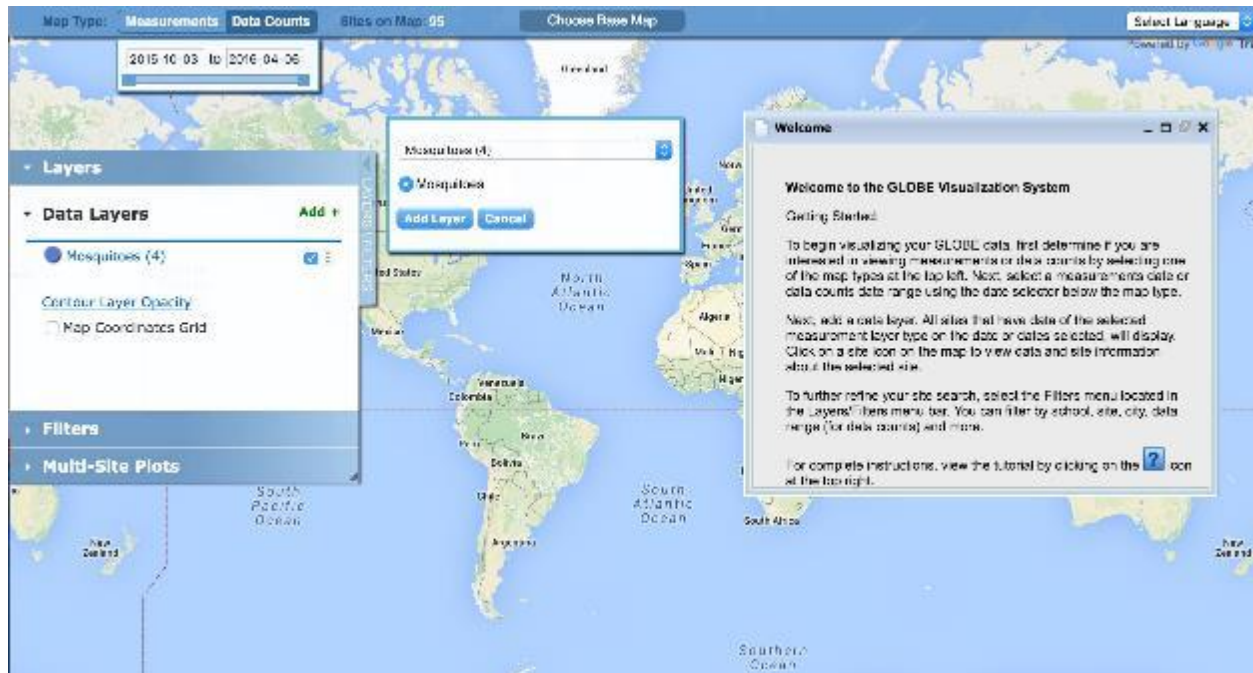 Map Type: Measurements Data Counts Sites on Map: 95 Choose Base Map Select Language
Powered by Google
2015-10-03 to 2016-04-06
Greenland
Layers
Data Layers Add +
Mosquitoes (4)
Contour Layer Opacity
Map Coordinates Grid
Filters
Multi-Site Plots
LAYERS/FILTERS
Mosquitoes (4)
Mosquitoes
Add Layer Cancel
Welcome
Welcome to the GLOBE Visualization System
Getting Started
To begin visualizing your GLOBE data, first determine if you are
interested in viewing measurements or data counts by selecting one
of the map types at the top left. Next, select a measurements date or
data counts date range using the date selector below the map type.
Next, add a data layer. All sites that have data of the selected
measurement layer type on the date or dates selected, will display.
Click on a site icon on the map to view data and site information
about the selected site.
To further refine your site search, select the Filters menu located in
the Layers/Filters menu bar. You can filter by school, site, city, data
range (for data counts) and more.
For complete instructions, view the tutorial by clicking on the ? icon
at the top right.
North
Atlantic
Ocean
Spain
Algeria
Mexico
Venezuela
Colombia
Peru
Brazil
Bolivia
Chile
Argentina
South
Pacific
Ocean
South
Atlantic
Ocean
South Africa
New
Zealand
New
Zealand
Southern
Ocean